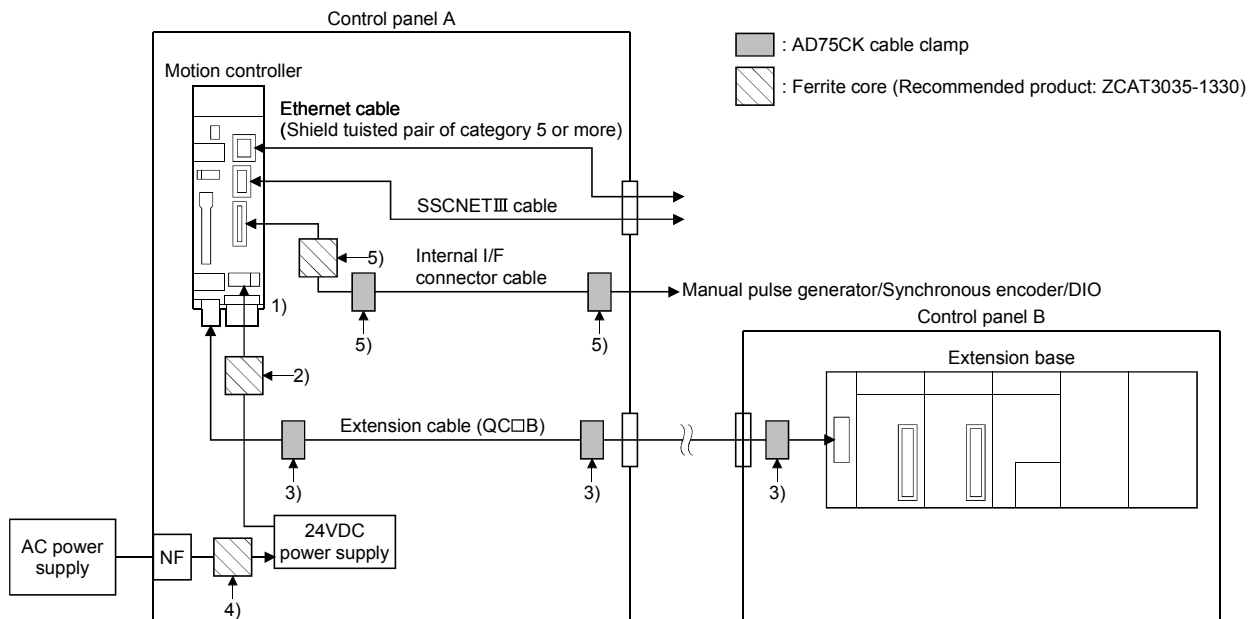 Control panel A
: AD75CK cable clamp
: Ferrite core (Recommended product: ZCAT3035-1330)
Motion controller
Ethernet cable
(Shield tuisted pair of category 5 or more)
SSCNETⅢ cable
5)
Internal I/F
connector cable
Manual pulse generator/Synchronous encoder/DIO
1)
5)
5)
Control panel B
Extension base
2)
Extension cable (QC□B)
3)
3)
3)
AC power
supply
NF
24VDC
power supply
4)